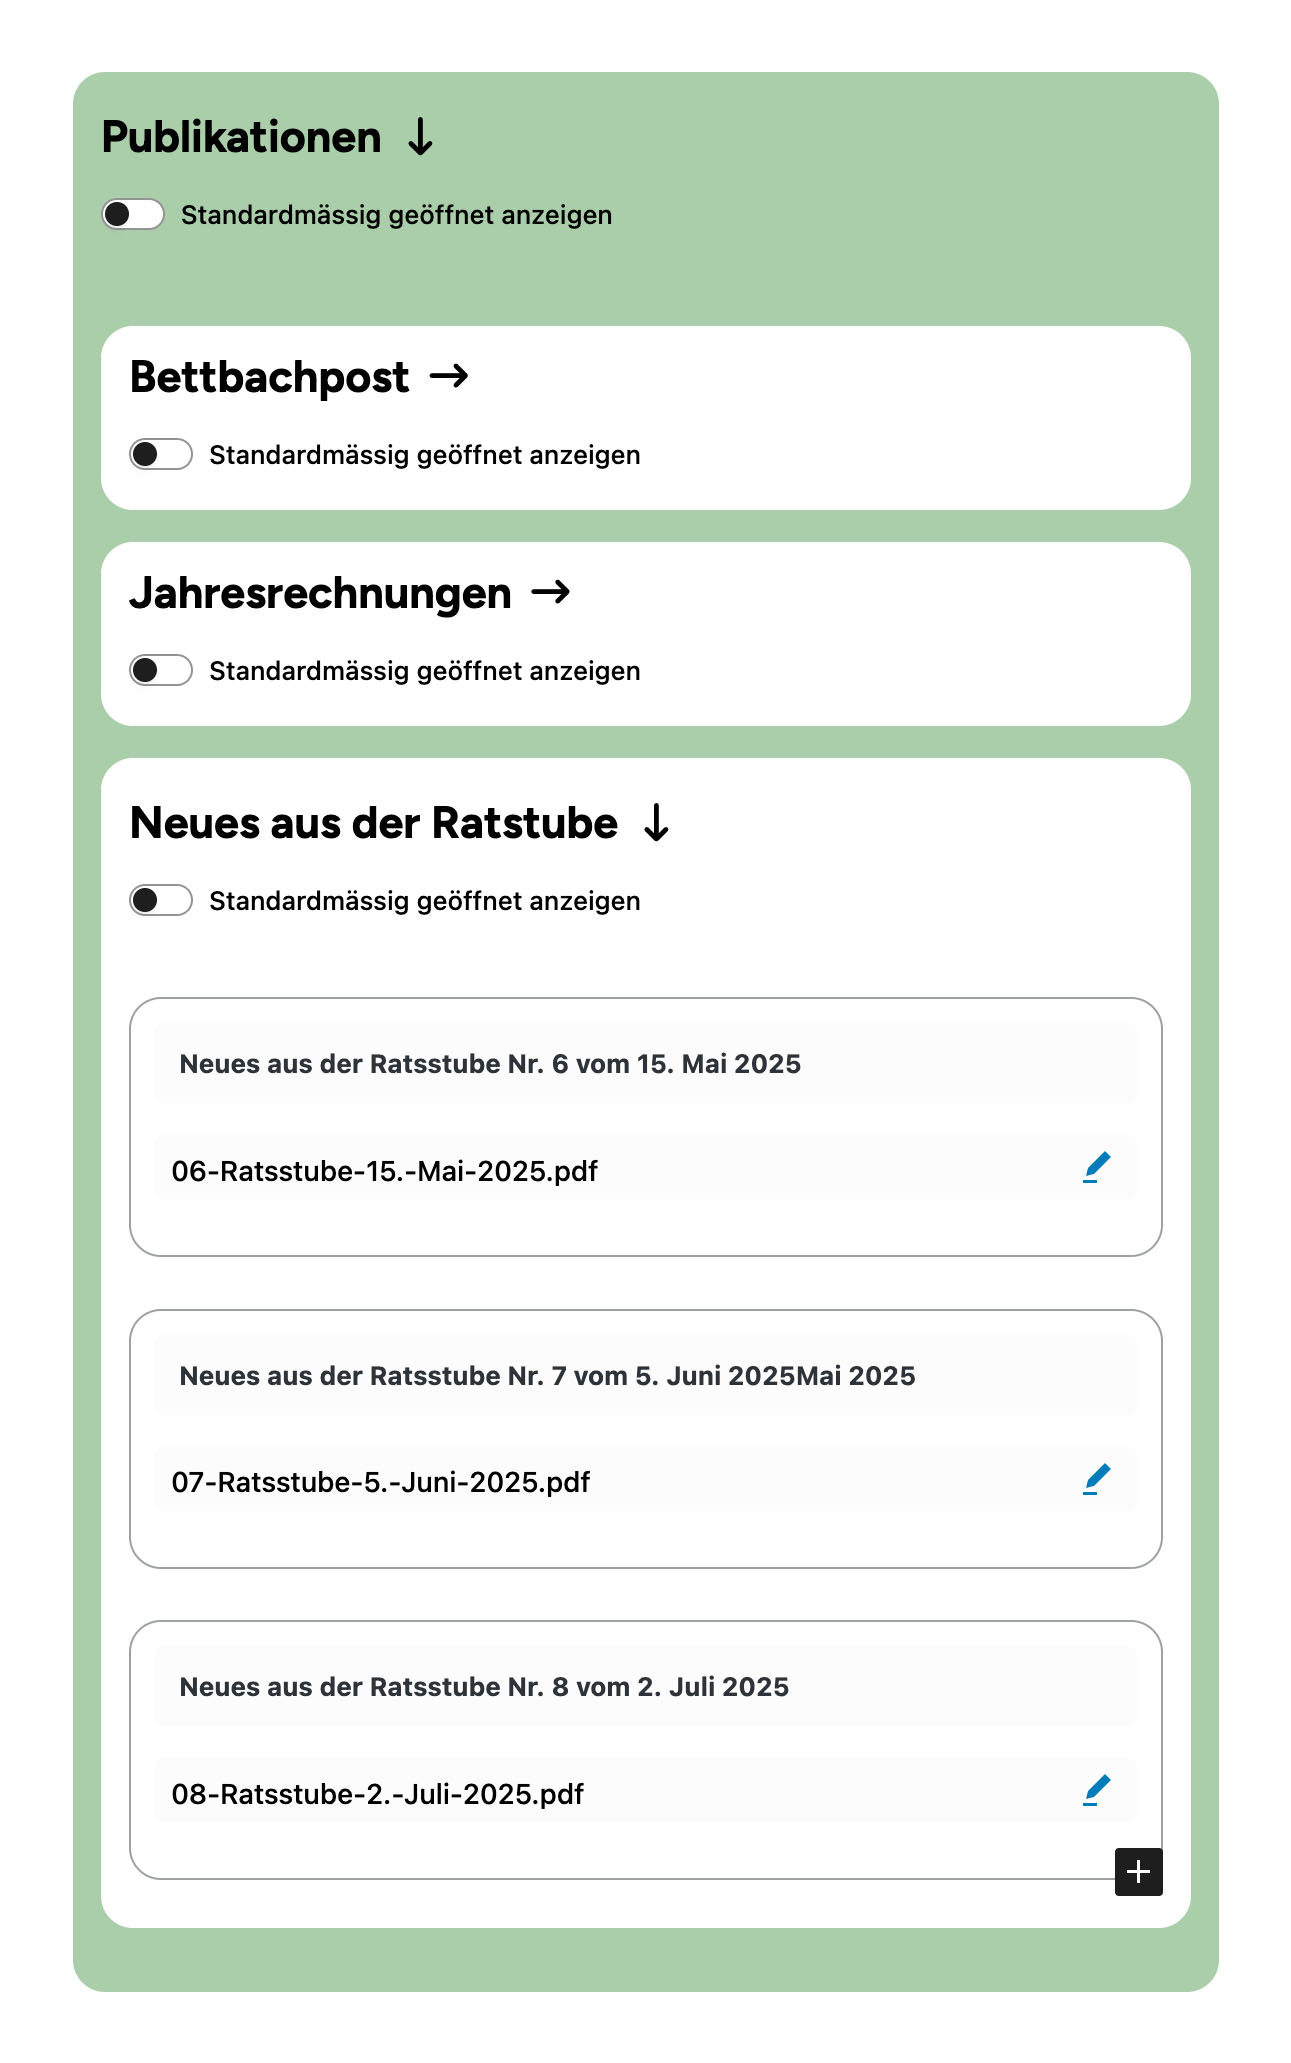 Publikationen
Standardmässig geöffnet anzeigen
Bettbachpost
Standardmässig geöffnet anzeigen
Jahresrechnungen
Standardmässig geöffnet anzeigen
Neues aus der Ratstube
Standardmässig geöffnet anzeigen
Neues aus der Ratsstube Nr. 6 vom 15. Mai 2025
06-Ratsstube-15.-Mai-2025.pdf
Neues aus der Ratsstube Nr. 7 vom 5. Juni 2025Mai 2025
07-Ratsstube-5.-Juni-2025.pdf
Neues aus der Ratsstube Nr. 8 vom 2. Juli 2025
08-Ratsstube-2.-Juli-2025.pdf